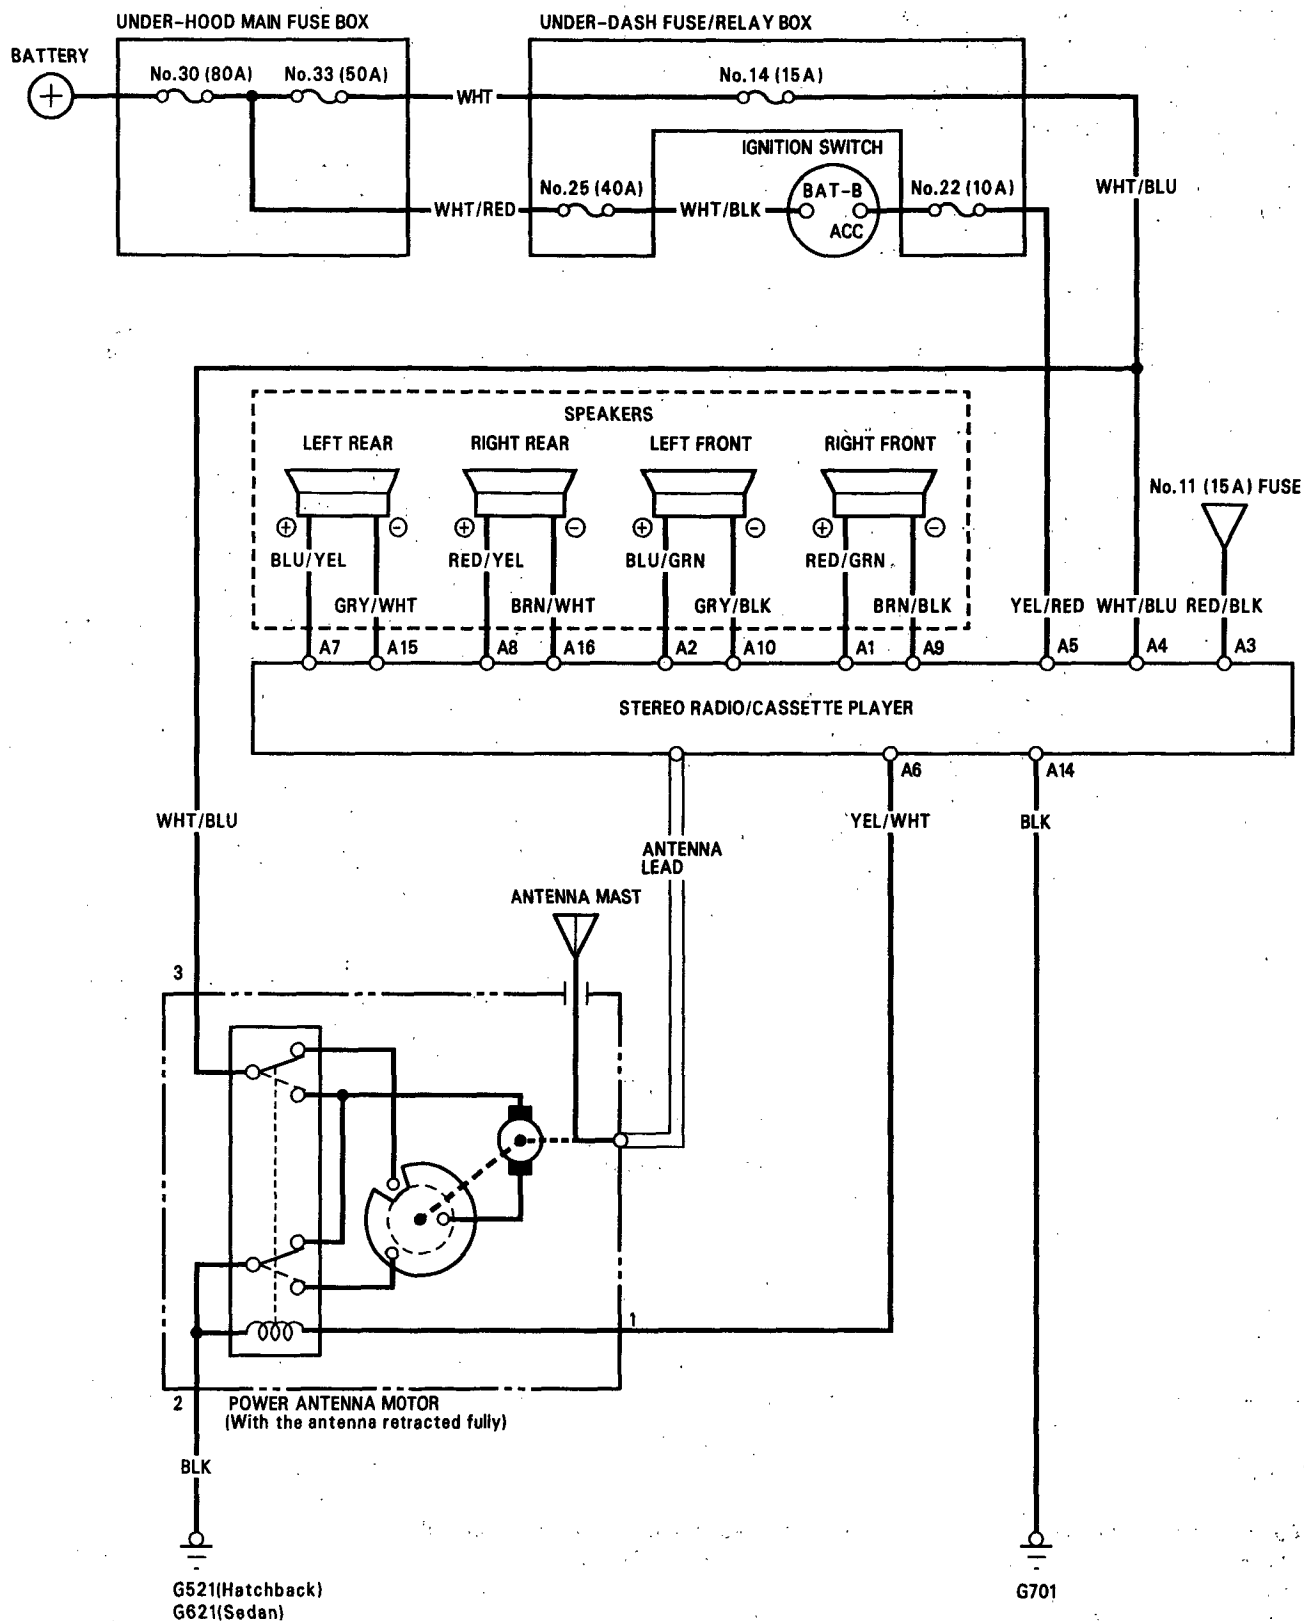 UNDER-HOOD MAIN FUSE BOX
UNDER-DASH FUSE/RELAY BOX
BATTERY
No.30 (80A)
No.33 (50A)
No.14 (15A)
WHT
IGNITION SWITCH
No.25 (40A)
BAT-B
No.22 (10A)
WHT/BLU
WHT/RED
WHT/BLK
ACC
SPEAKERS
LEFT REAR
RIGHT REAR
LEFT FRONT
RIGHT FRONT
No.11 (15A) FUSE
BLU/YEL
RED/YEL
BLU/GRN
RED/GRN
GRY/WHT
BRN/WHT
GRY/BLK
BRN/BLK
YEL/RED
WHT/BLU
RED/BLK
A7
A15
A8
A16
A2
A10
A1
A9
A5
A4
A3
STEREO RADIO/CASSETTE PLAYER
A6
A14
WHT/BLU
YEL/WHT
BLK
ANTENNA
LEAD
ANTENNA MAST
3
1
2
POWER ANTENNA MOTOR
(With the antenna retracted fully)
BLK
G521(Hatchback)
G621(Sedan)
G701